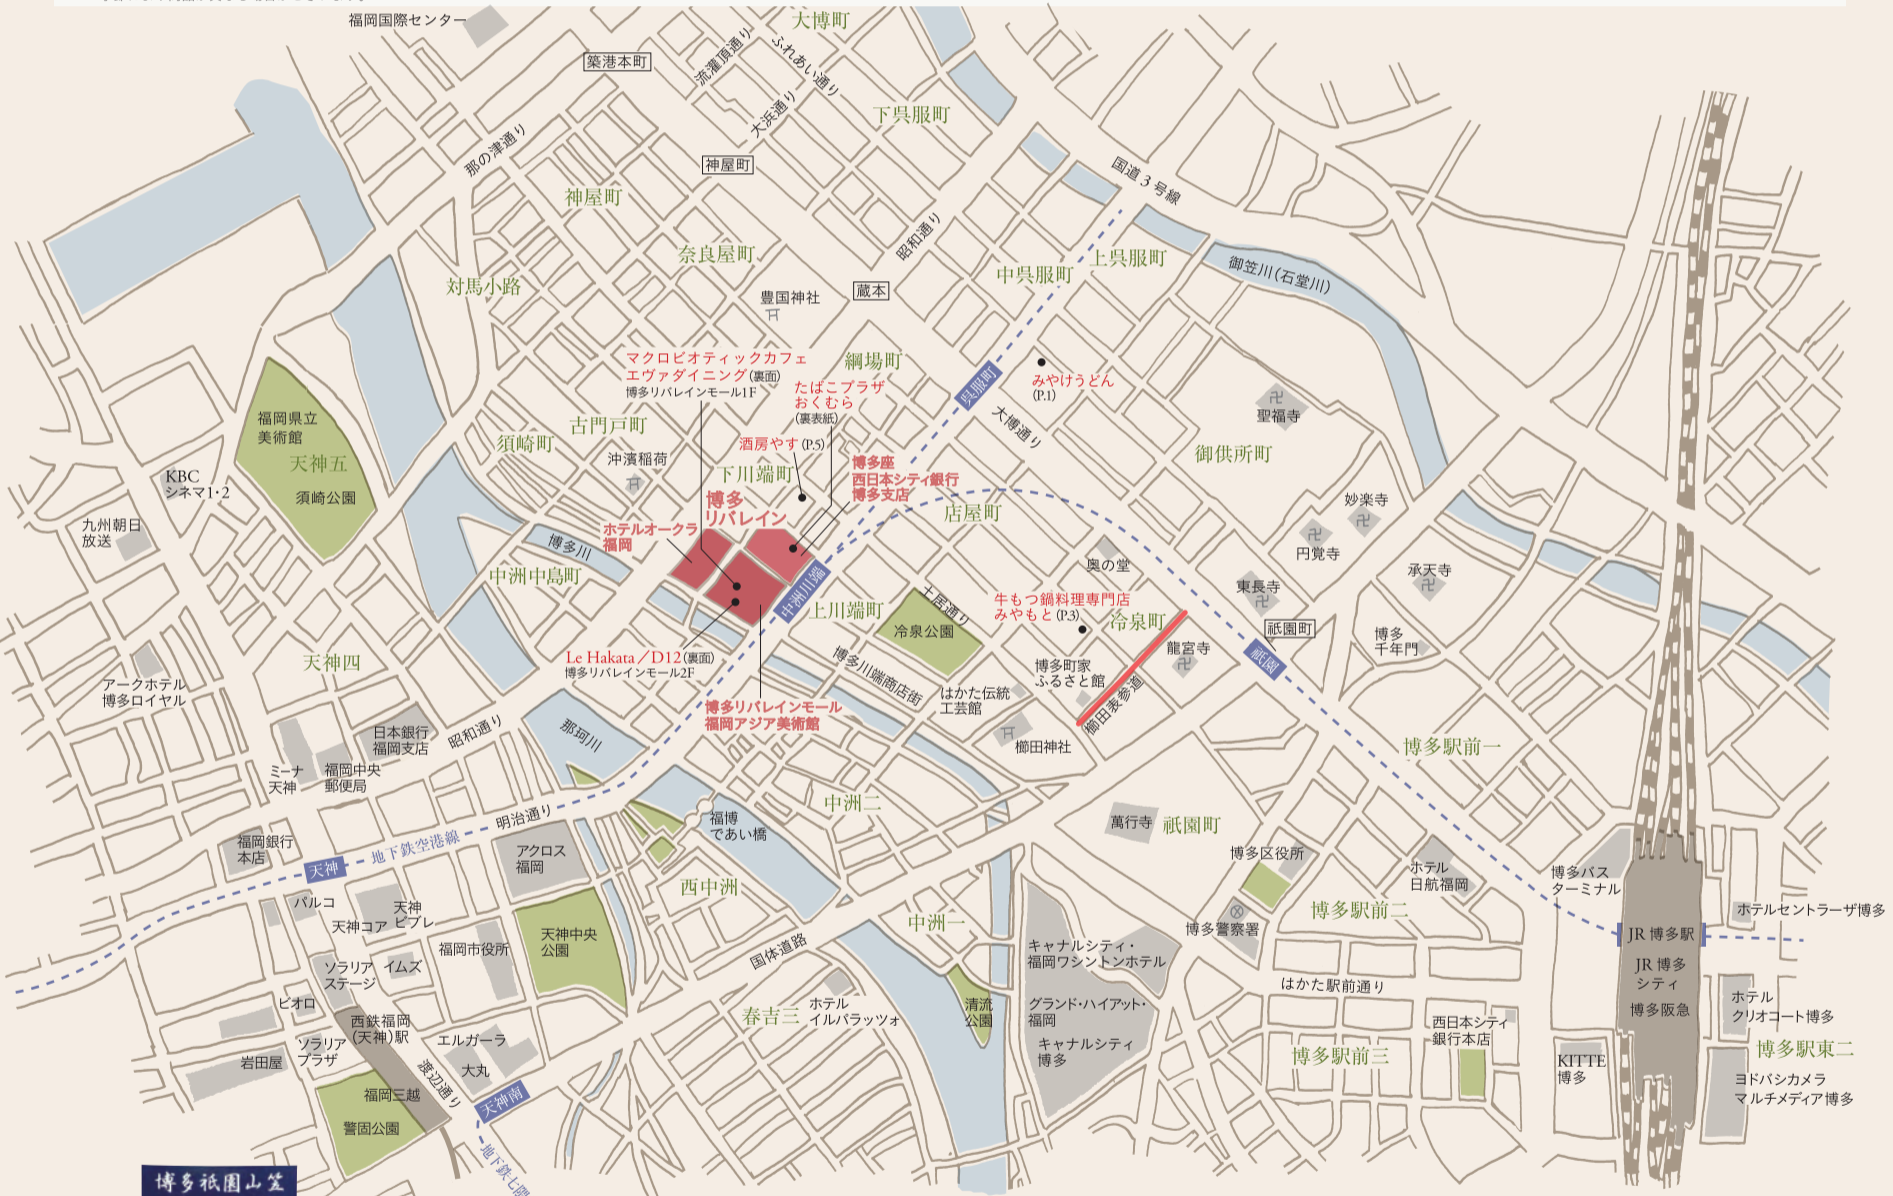 福岡国際センター
大博町
築港本町
流灌頂通り
ふれあい通り
大浜通り
下呉服町
那の津通り
神屋町
神屋町
国道3号線
昭和通り
奈良屋町
中呉服町
上呉服町
御笠川(石堂川)
対馬小路
豊国神社
蔵本
マクロビオティックカフェ
エヴァダイニング(裏面)
博多リバレインモール1F
綱場町
たばこプラザ
おくむら
(裏表紙)
呉服町
みやけうどん
(P.1)
大博通り
聖福寺
御供所町
福岡県立
美術館
天神五
須崎公園
KBC
シネマ1・2
九州朝日
放送
須崎町
古門戸町
沖濱稲荷
酒房やす(P.5)
下川端町
博多座
西日本シティ銀行
博多支店
博多
リバレイン
ホテルオークラ
福岡
店屋町
妙楽寺
円覚寺
承天寺
東長寺
奥の堂
博多川
中洲中島町
中洲川端
上川端町
土居通り
冷泉公園
牛もつ鍋料理専門店
みやもと(P.3)
冷泉町
祇園町
博多
千年門
龍宮寺
祇園
天神四
アークホテル
博多ロイヤル
Le Hakata/D12(裏面)
博多リバレインモール2F
博多川端商店街
はかた伝統
工芸館
博多町家
ふるさと館
櫛田表参道
櫛田神社
博多リバレインモール
福岡アジア美術館
日本銀行
福岡支店
昭和通り
那珂川
ミーナ
天神
福岡中央
郵便局
博多駅前一
明治通り
福博
であい橋
中洲二
萬行寺
祇園町
福岡銀行
本店
天神
地下鉄空港線
アクロス
福岡
博多区役所
ホテル
日航福岡
博多バス
ターミナル
西中洲
パルコ
天神コア
天神
ビブレ
中洲一
博多駅前二
博多警察署
ホテルセントラーザ博多
JR 博多駅
福岡市役所
天神中央
公園
国体道路
キャナルシティ・
福岡ワシントンホテル
JR 博多
シティ
博多阪急
ソラリア
ステージ
イムズ
はかた駅前通り
ビオロ
春吉三
ホテル
イルパラッツォ
清流
公園
グランド・ハイアット・
福岡
ホテル
クリオコート博多
西鉄福岡
(天神)駅
エルガーラ
西日本シティ
銀行本店
キャナルシティ
博多
博多駅前三
博多駅東二
ソラリア
プラザ
岩田屋
大丸
渡辺通り
KITTE
博多
福岡三越
天神南
ヨドバシカメラ
マルチメディア博多
警固公園
地下鉄七隈
博多祇園山笠